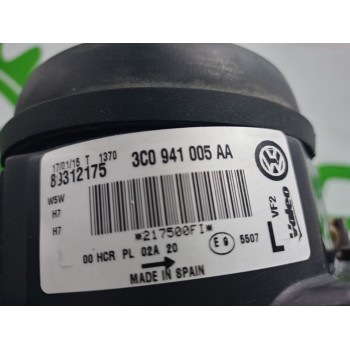 17/01/15 T 1370
89312175
3C0 941 005 AA
W5W
H7
H7
*217500FI*
00 HCR PL 02A 20
E9 5507
MADE IN SPAIN
L
VF2
Valeo